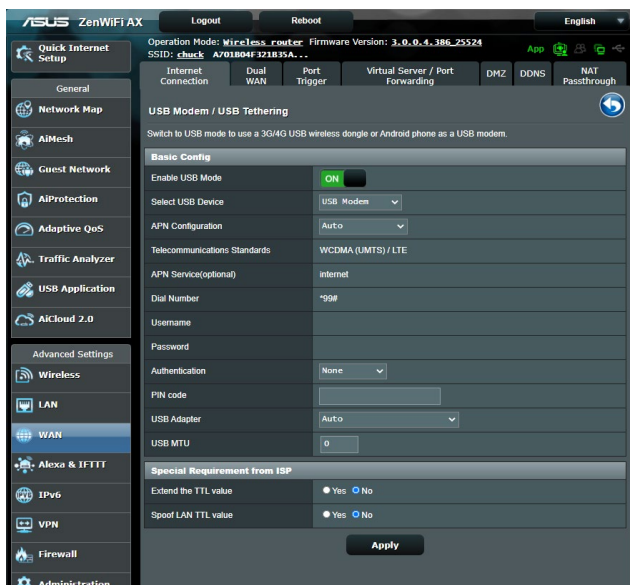 ASUS ZenWiFi AX Logout Reboot English
Quick Internet Setup
Operation Mode: Wireless router Firmware Version: 3.0.0.4.386_25524
SSID: chuck A701B04F321B35A... App
Internet Connection Dual WAN Port Trigger Virtual Server / Port Forwarding DMZ DDNS NAT Passthrough
General
Network Map
AiMesh
Guest Network
AiProtection
Adaptive QoS
Traffic Analyzer
USB Application
AiCloud 2.0
Advanced Settings
Wireless
LAN
WAN
Alexa & IFTTT
IPv6
VPN
Firewall
Administration
USB Modem / USB Tethering
Switch to USB mode to use a 3G/4G USB wireless dongle or Android phone as a USB modem.
Basic Config
Enable USB Mode ON
Select USB Device USB Modem
APN Configuration Auto
Telecommunications Standards WCDMA (UMTS) / LTE
APN Service(optional) internet
Dial Number *99#
Username
Password
Authentication None
PIN code
USB Adapter Auto
USB MTU 0
Special Requirement from ISP
Extend the TTL value Yes No
Spoof LAN TTL value Yes No
Apply